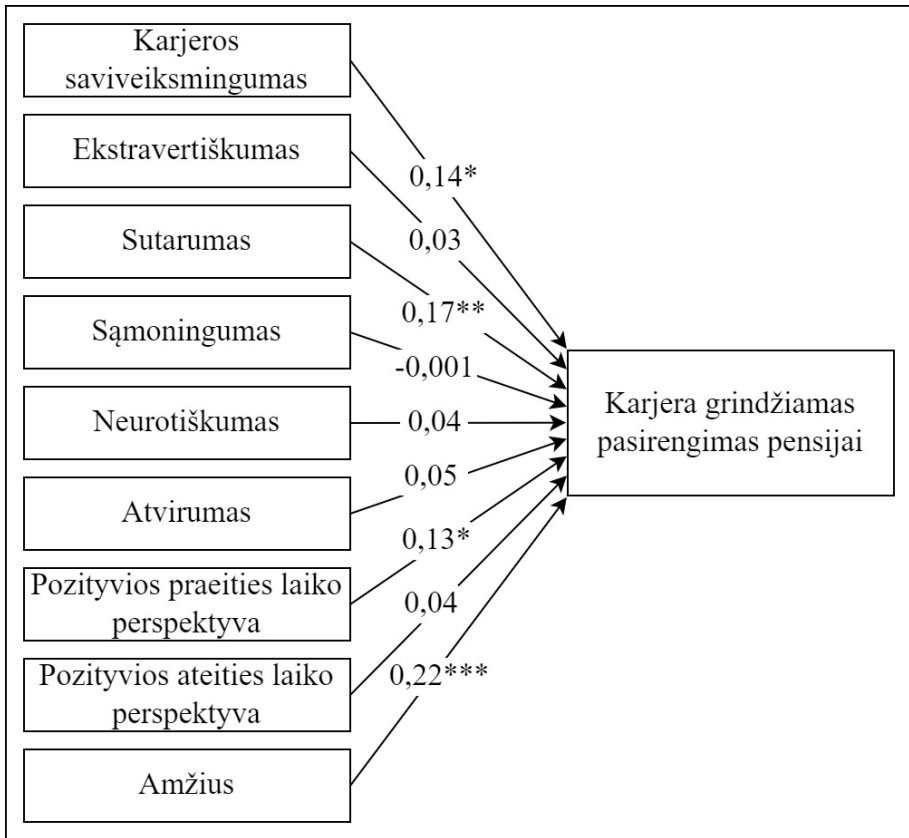 Karjeros
saviveiksmingumas
Ekstravertiškumas
Sutarumas
Sąmoningumas
Neurotiškumas
Atvirumas
Pozityvios praeities laiko
perspektyva
Pozityvios ateities laiko
perspektyva
Amžius
0,14*
0,03
0,17**
-0,001
0,04
0,05
0,13*
0,04
0,22***
Karjera grindžiamas
pasirengimas pensijai